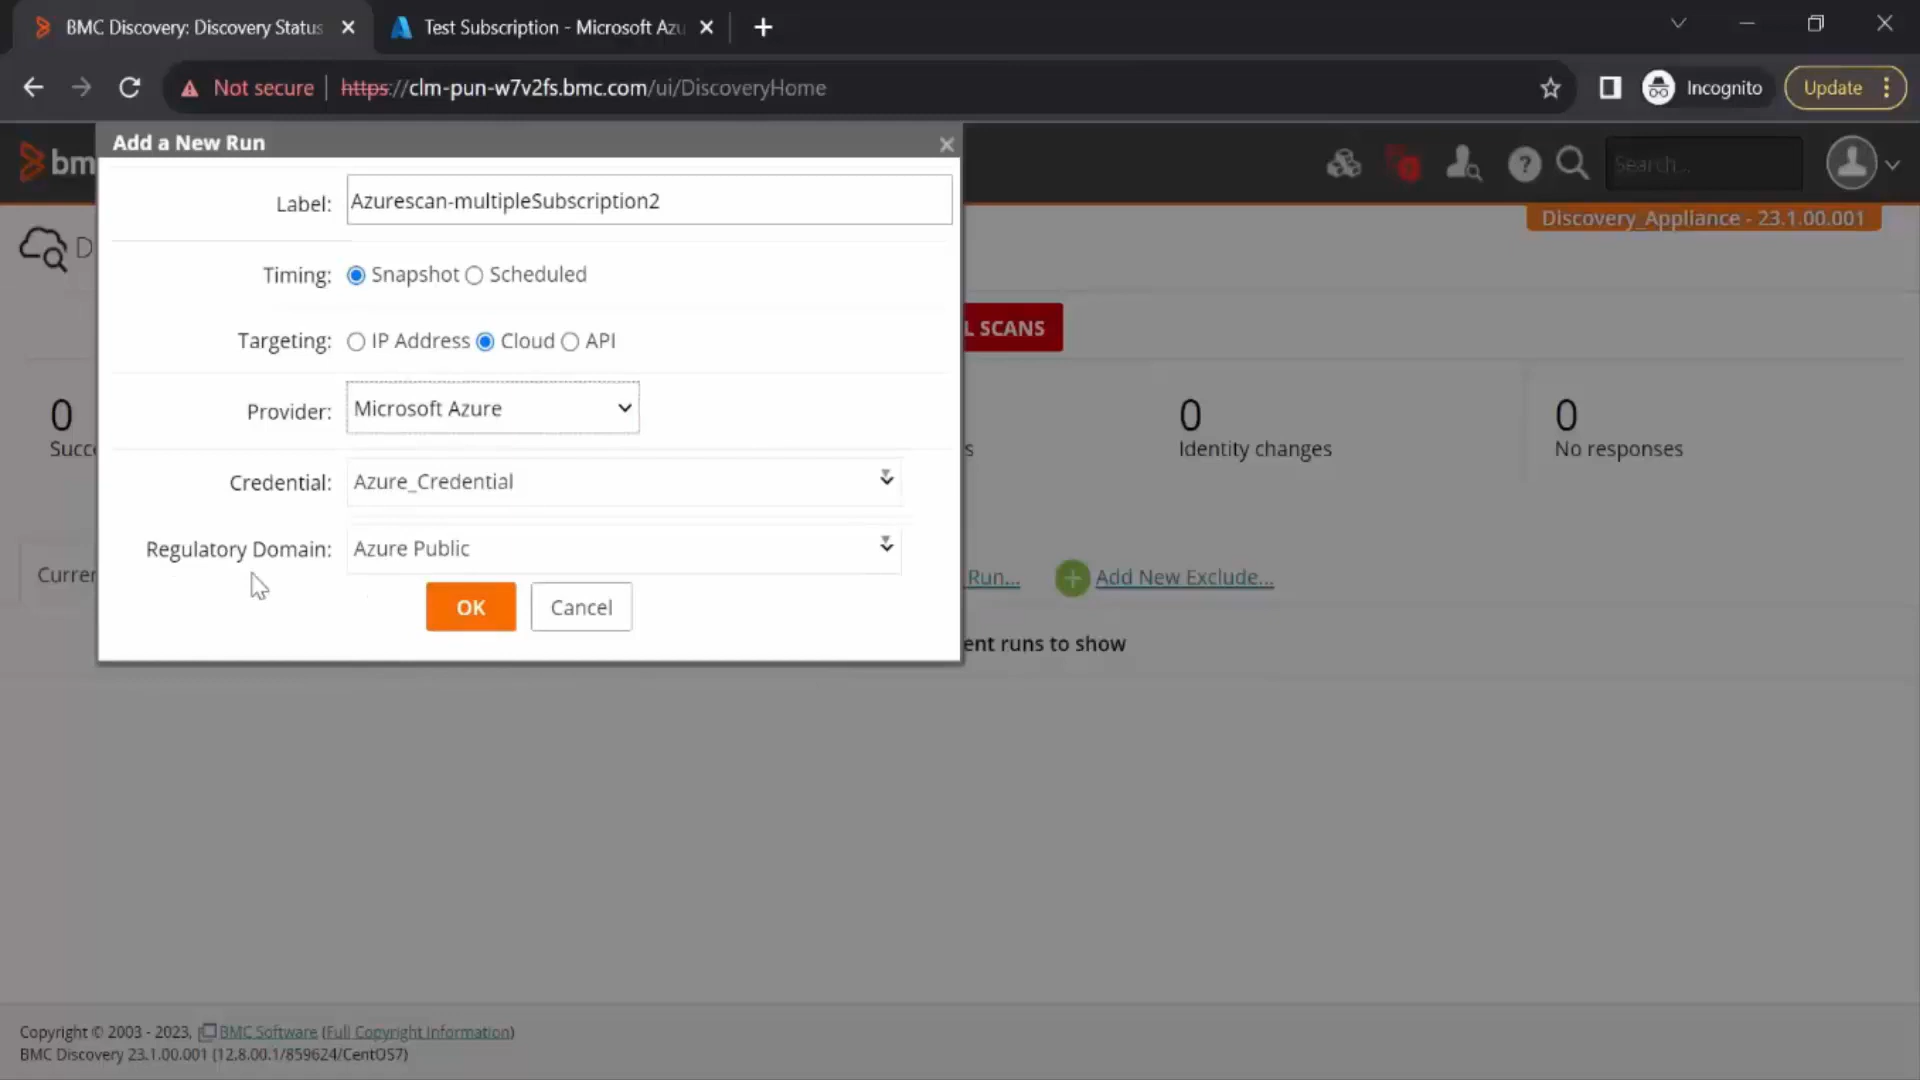 BMC Discovery: Discovery Status
Test Subscription - Microsoft Azu
Not secure
https://clm-pun-w7v2fs.bmc.com/ui/DiscoveryHome
Incognito
Update
Add a New Run
bm
Search...
Discovery_Appliance - 23.1.00.001
D
Label:
Azurescan-multipleSubscription2
Timing:
Snapshot
Scheduled
Targeting:
IP Address
Cloud
API
L SCANS
Provider:
Microsoft Azure
0
Succ
s
0
Identity changes
0
No responses
Credential:
Azure_Credential
Regulatory Domain:
Azure Public
Curren
Run...
Add New Exclude...
OK
Cancel
ent runs to show
Copyright © 2003 - 2023, BMC Software (Full Copyright Information)
BMC Discovery 23.1.00.001 (12.8.00.1/859624/CentOS7)